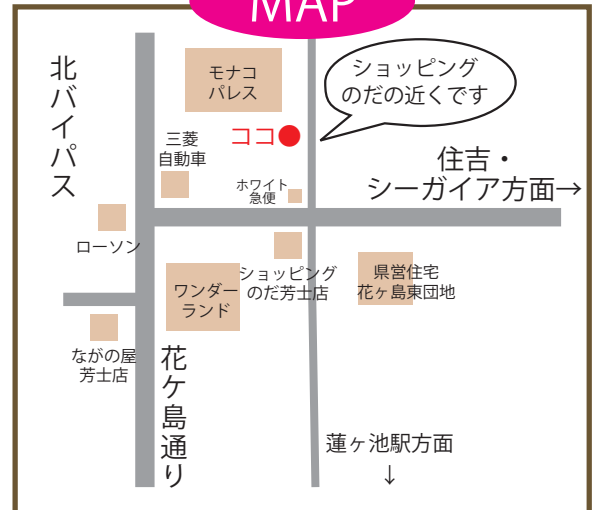 MAP
北バイパス
モナコ
パレス
ショッピング
のだの近くです
ココ
三菱
自動車
ホワイト
急便
住吉・
シーガイア方面→
ローソン
ワンダー
ランド
ショッピング
のだ芳士店
県営住宅
花ヶ島東団地
ながの屋
芳士店
花ケ島通り
蓮ヶ池駅方面
↓